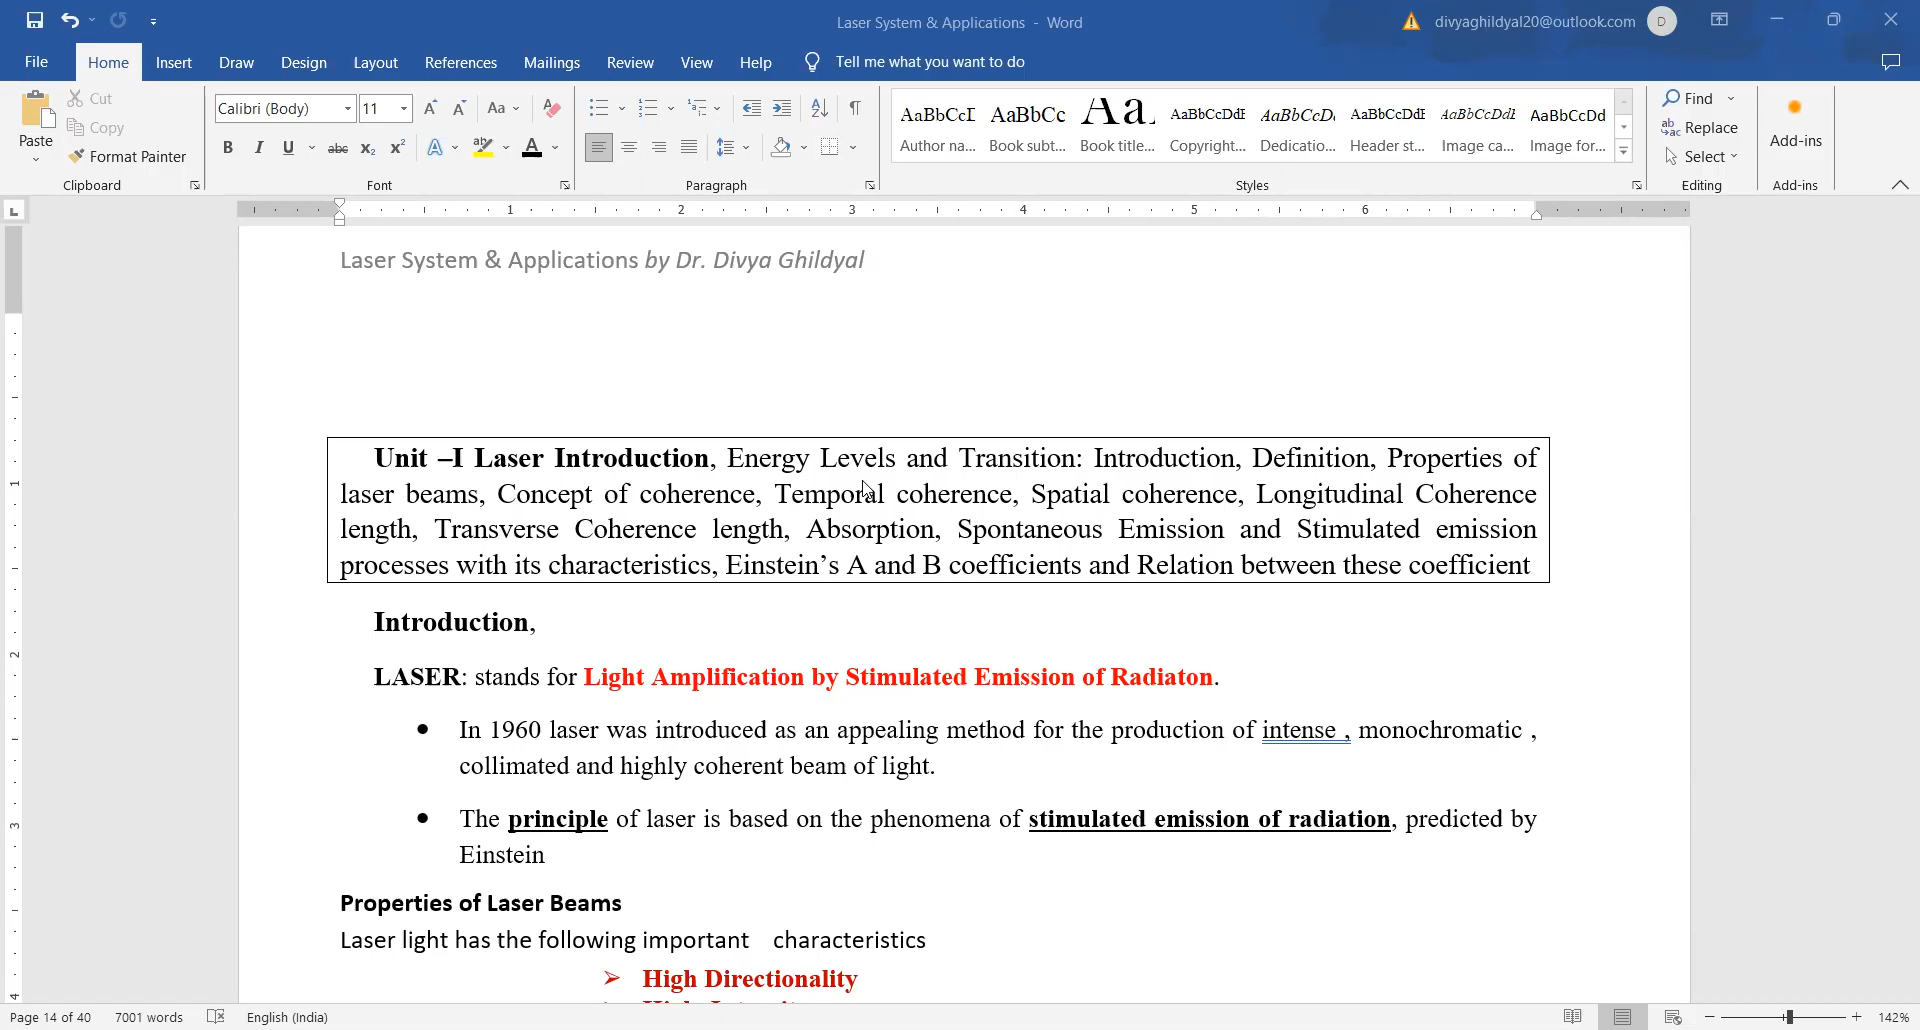 Laser System & Applications - Word
divyaghildyal20@outlook.com
D
File Home Insert Draw Design Layout References Mailings Review View Help Tell me what you want to do
Paste
Cut
Copy
Format Painter
Clipboard
Calibri (Body) 11
Font
Paragraph
AaBbCcI AaBbCc Aa. AaBbCcDdE AaBbCcD AaBbCcDdE AaBbCcDdI AaBbCcDd
Author na... Book subt... Book title... Copyright... Dedicatio... Header st... Image ca... Image for...
Styles
Find
Replace
Select
Editing
Add-ins
Add-ins
1 2 3 4 5 6
Laser System & Applications by Dr. Divya Ghildyal
Unit –I Laser Introduction, Energy Levels and Transition: Introduction, Definition, Properties of
laser beams, Concept of coherence, Temporal coherence, Spatial coherence, Longitudinal Coherence
length, Transverse Coherence length, Absorption, Spontaneous Emission and Stimulated emission
processes with its characteristics, Einstein’s A and B coefficients and Relation between these coefficient
Introduction,
LASER: stands for Light Amplification by Stimulated Emission of Radiaton.
• In 1960 laser was introduced as an appealing method for the production of intense , monochromatic ,
collimated and highly coherent beam of light.
• The principle of laser is based on the phenomena of stimulated emission of radiation, predicted by
Einstein
Properties of Laser Beams
Laser light has the following important characteristics
➢ High Directionality
Page 14 of 40 7001 words English (India) 142%